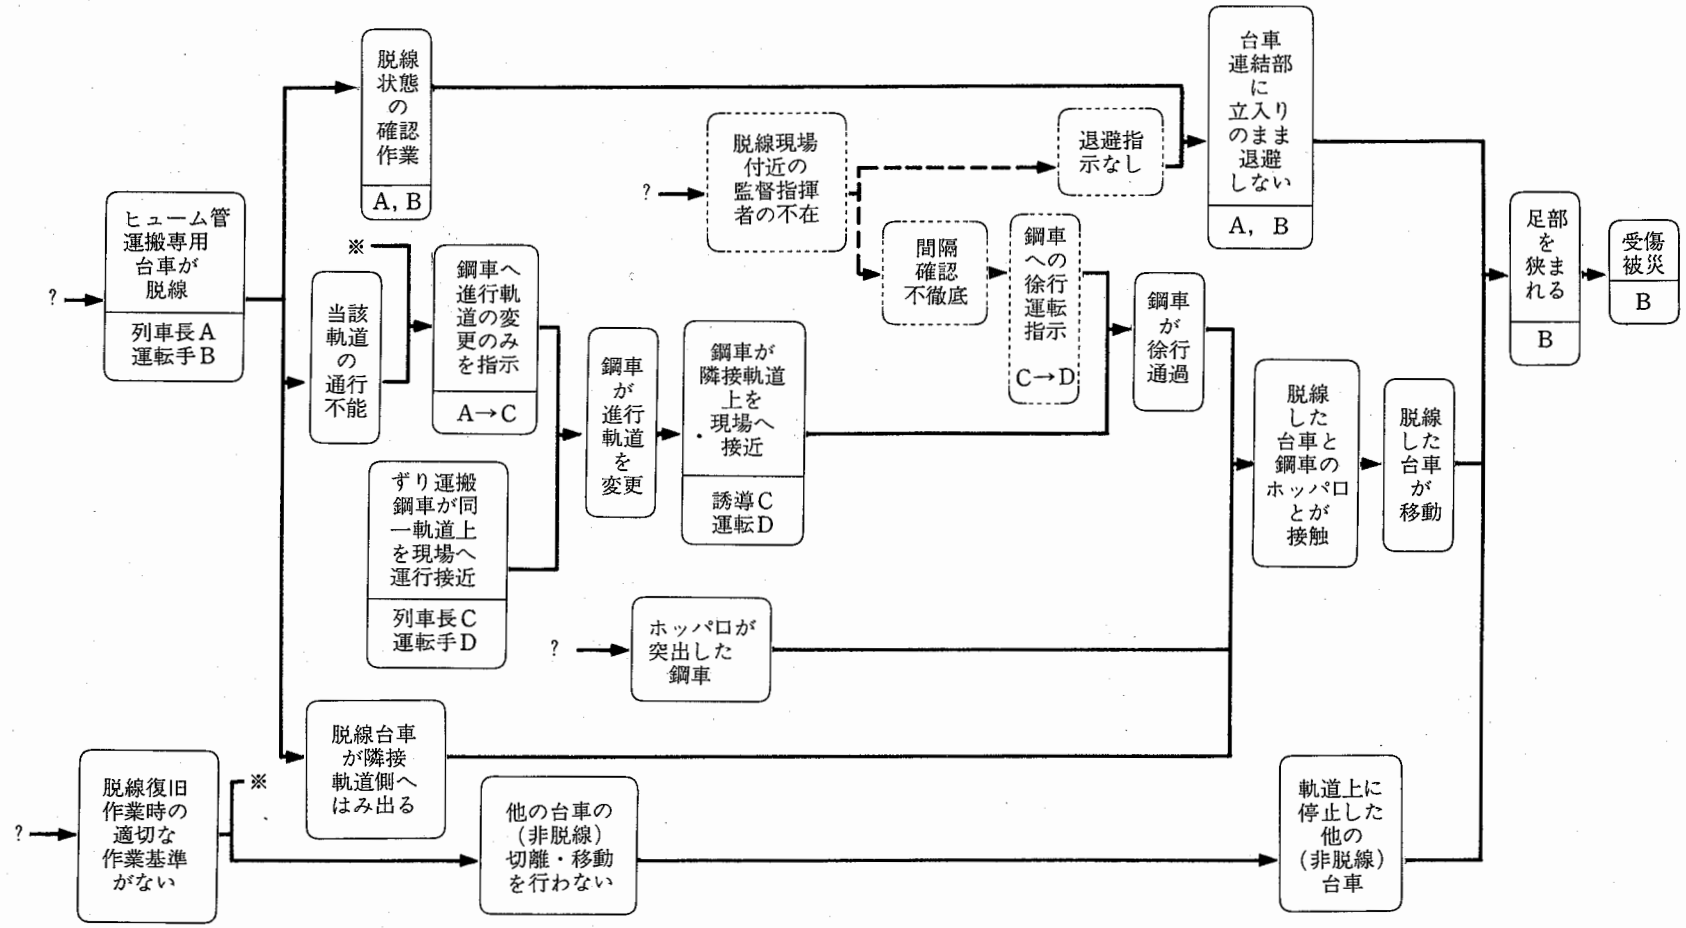 脱線
状態
の
確認
作業
A, B
台車
連結部
に
立入り
のまま
退避
しない
A, B
脱線現場
付近の
監督指揮
者の不在
?
退避指
示なし
ヒューム管
運搬専用
台車が
脱線
列車長A
運転手B
?
※
当該
軌道
の
通行
不能
鋼車へ
進行軌
道の変
更のみ
を指示
A→C
間隔
確認
不徹底
鋼車
への
徐行
運転
指示
C→D
鋼車
が
徐行
通過
足部
を
狭ま
れる
B
受傷
被災
B
鋼車
が
進行
軌道
を
変更
鋼車が
隣接軌道
上を
現場へ
接近
誘導C
運転D
脱線
した
台車と
鋼車の
ホッパ口
とが
接触
脱線
した
台車
が
移動
ずり運搬
鋼車が同
一軌道上
を現場へ
運行接近
列車長C
運転手D
?
ホッパ口が
突出した
鋼車
脱線台車
が隣接
軌道側へ
はみ出る
?
脱線復旧
作業時の
適切な
作業基準
がない
※
他の台車の
(非脱線)
切離・移動
を行わない
軌道上に
停止した
他の
(非脱線)
台車